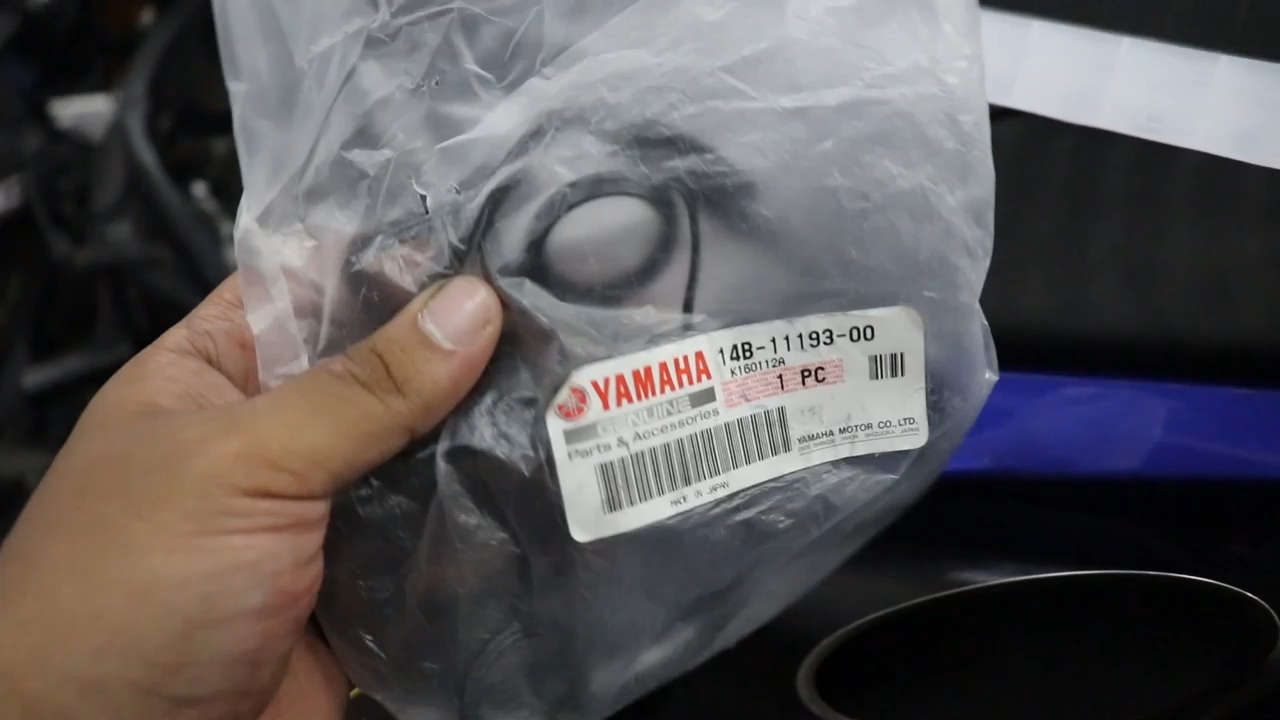 14B-11193-00
K160112A
YAMAHA
1 PC
GENUINE
Parts & Accessories
YAMAHA MOTOR CO., LTD.
MADE IN JAPAN